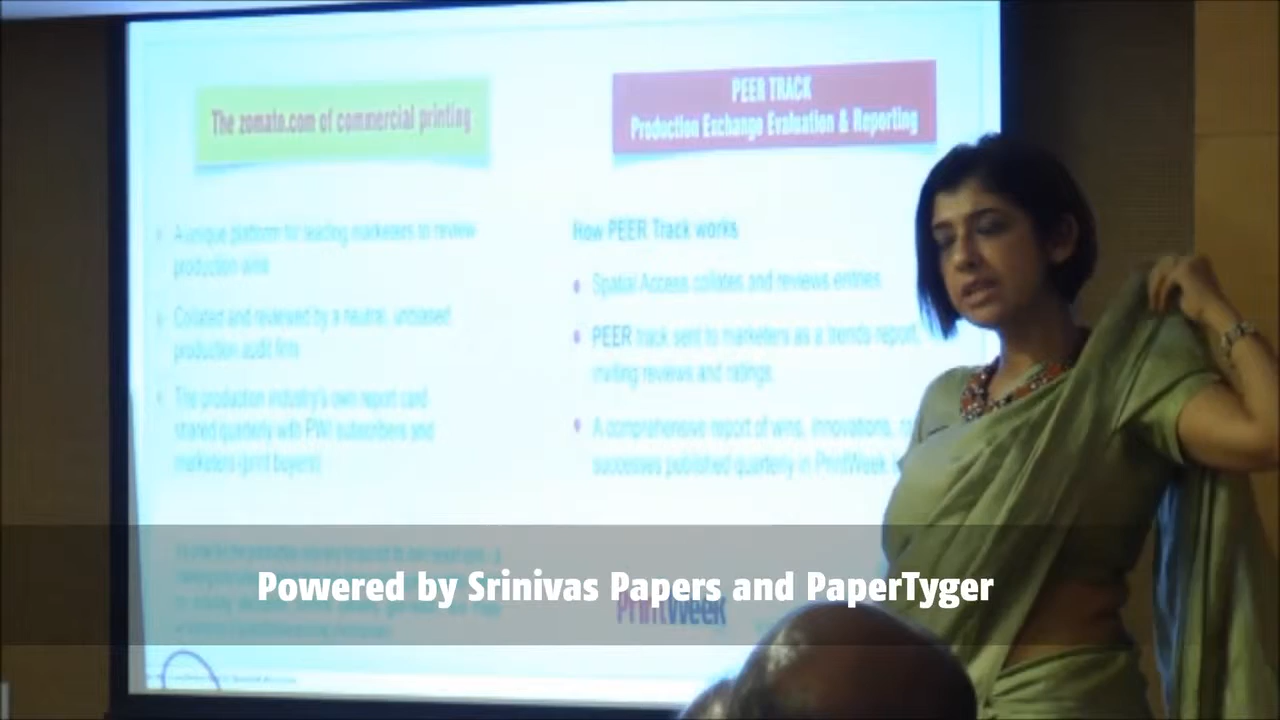 The zomato.com of commercial printing
A unique platform for leading marketers to review
production wins
Collated and reviewed by a neutral, unbiased,
production audit firm
The production industry's own report card
shared quarterly with PWI subscribers and
marketers (print buyers)
PEER TRACK
Production Exchange Evaluation & Reporting
How PEER Track works
Spatial Access collates and reviews entries
PEER track sent to marketers as a trends report,
inviting reviews and ratings
A comprehensive report of wins, innovations,
successes published quarterly in PrintWeek
Powered by Srinivas Papers and PaperTyger
PrintWeek